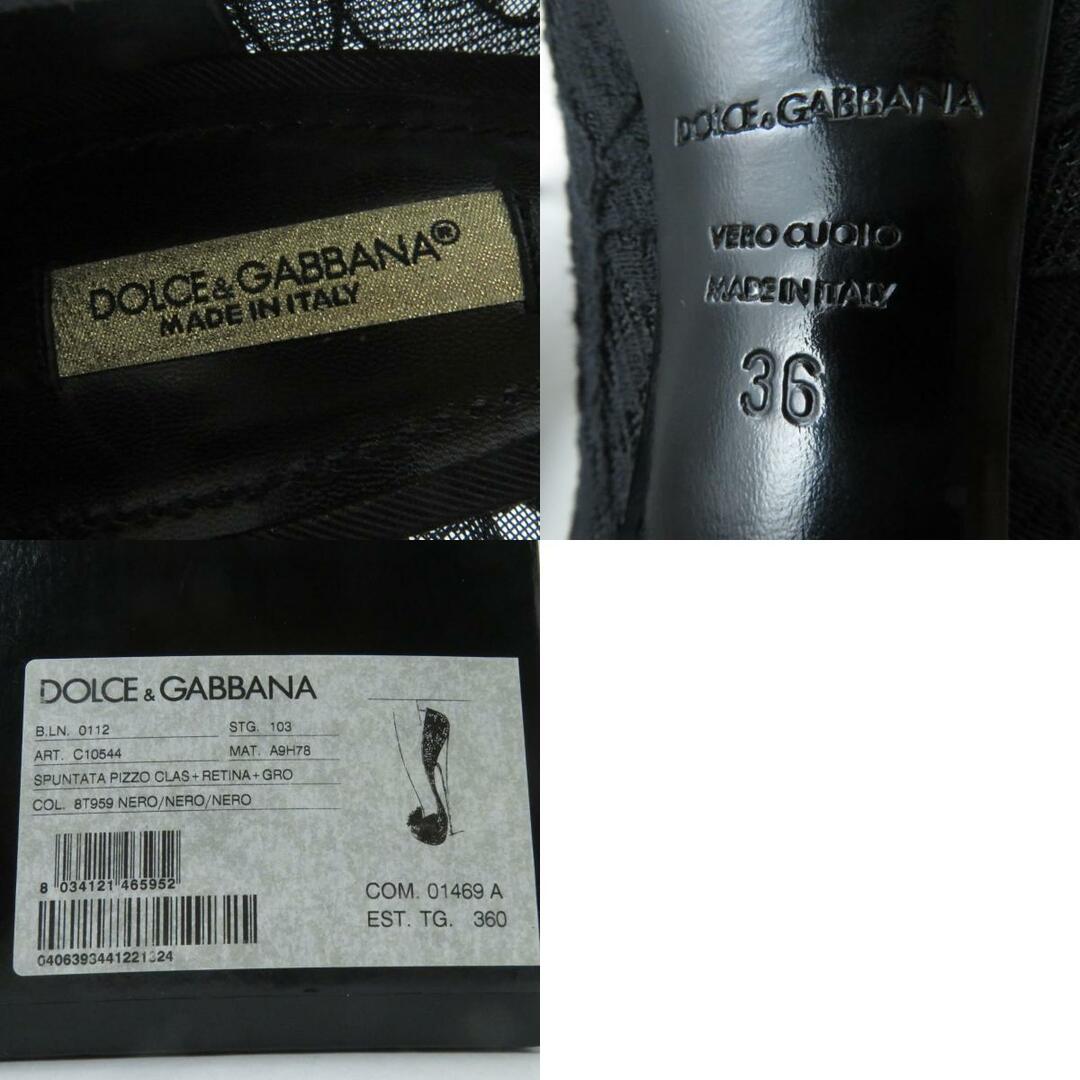 DOLCE & GABBANA®
MADE IN ITALY
DOLCE & GABBANA
VERO CUOIO
MADE IN ITALY
36
DOLCE & GABBANA
B.LN. 0112 STG. 103
ART. C10544 MAT. A9H78
SPUNTATA PIZZO CLAS+RETINA+GRO
COL. 8T959 NERO/NERO/NERO
8 034121 465952
COM. 01469 A
EST. TG. 360
0406393441221324